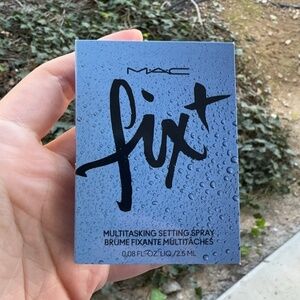 MAC
fix+
MULTITASKING SETTING SPRAY
BRUME FIXANTE MULTITÂCHES
0.08 FL. OZ. LIQ./2.5 ML